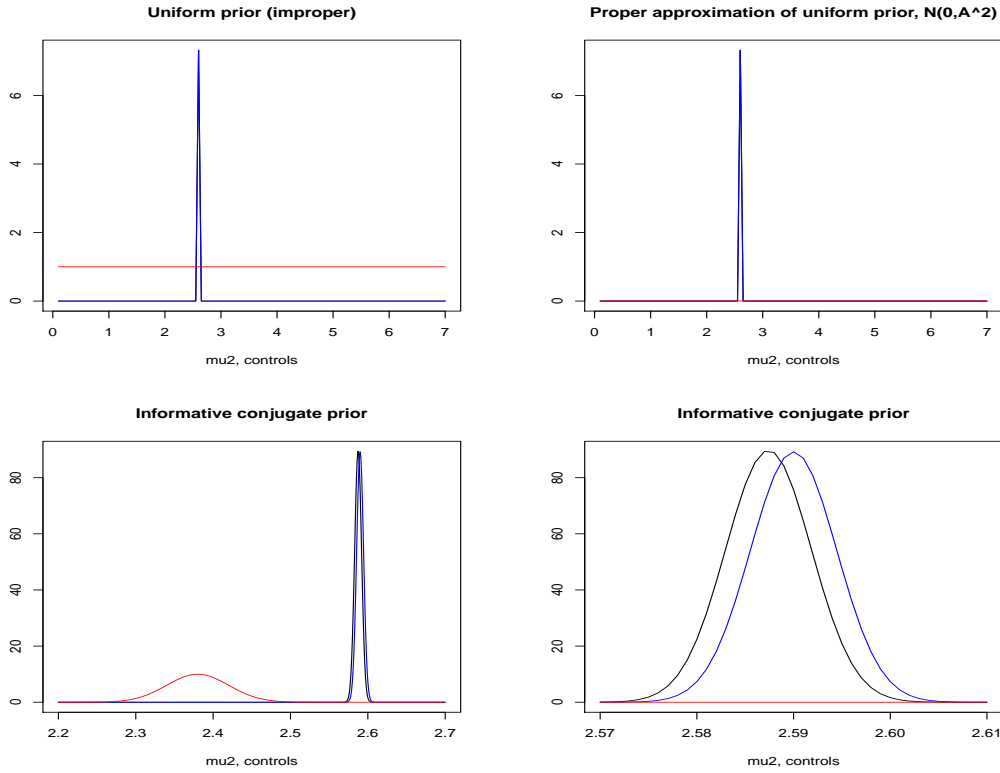 Uniform prior (improper)
0 2 4 6
0 1 2 3 4 5 6 7
mu2, controls
Proper approximation of uniform prior, N(0,A^2)
0 2 4 6
0 1 2 3 4 5 6 7
mu2, controls
Informative conjugate prior
0 20 40 60 80
2.2 2.3 2.4 2.5 2.6 2.7
mu2, controls
Informative conjugate prior
0 20 40 60 80
2.57 2.58 2.59 2.60 2.61
mu2, controls